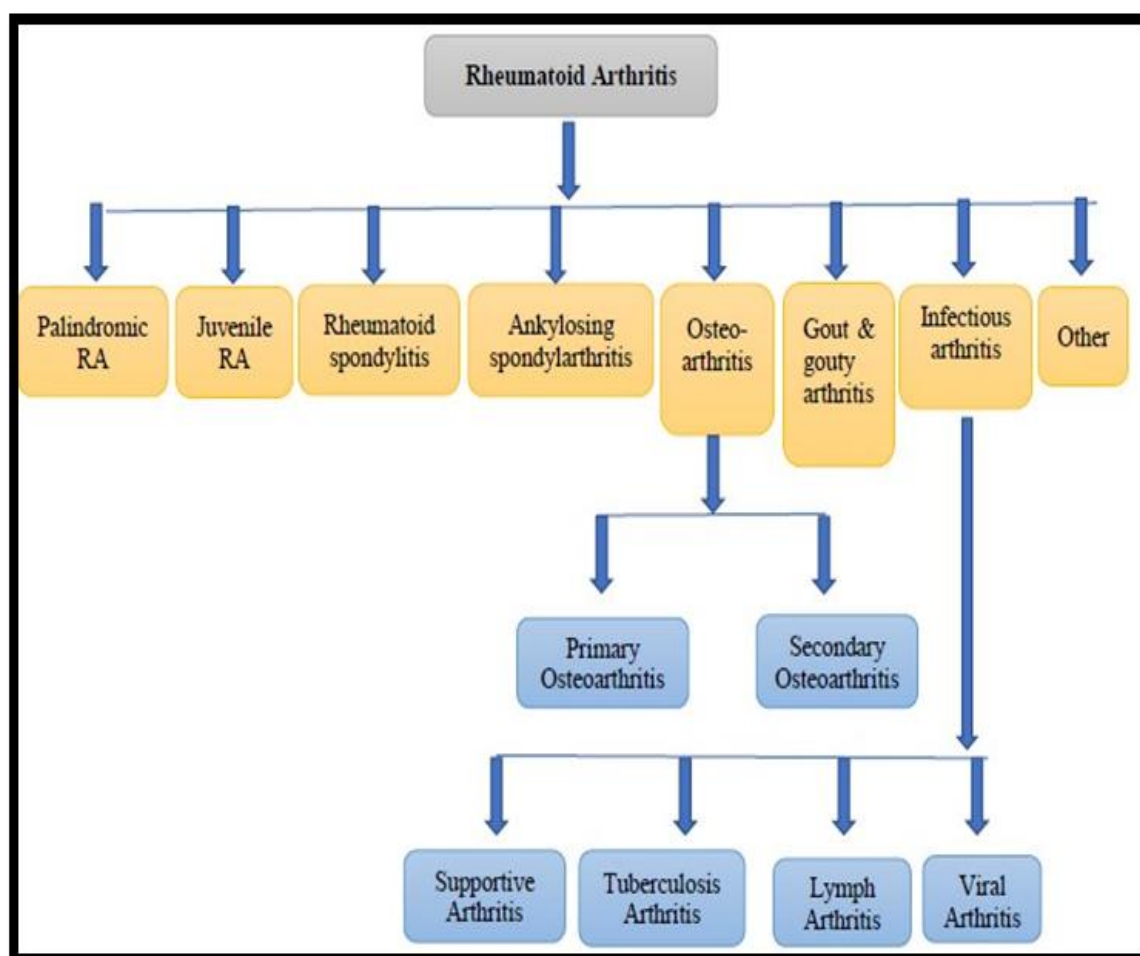 Rheumatoid Arthritis
Palindromic
RA
Juvenile
RA
Rheumatoid
spondylitis
Ankylosing
spondylarthritis
Osteo-
arthritis
Gout &
gouty
arthritis
Infectious
arthritis
Other
Primary
Osteoarthritis
Secondary
Osteoarthritis
Supportive
Arthritis
Tuberculosis
Arthritis
Lymph
Arthritis
Viral
Arthritis